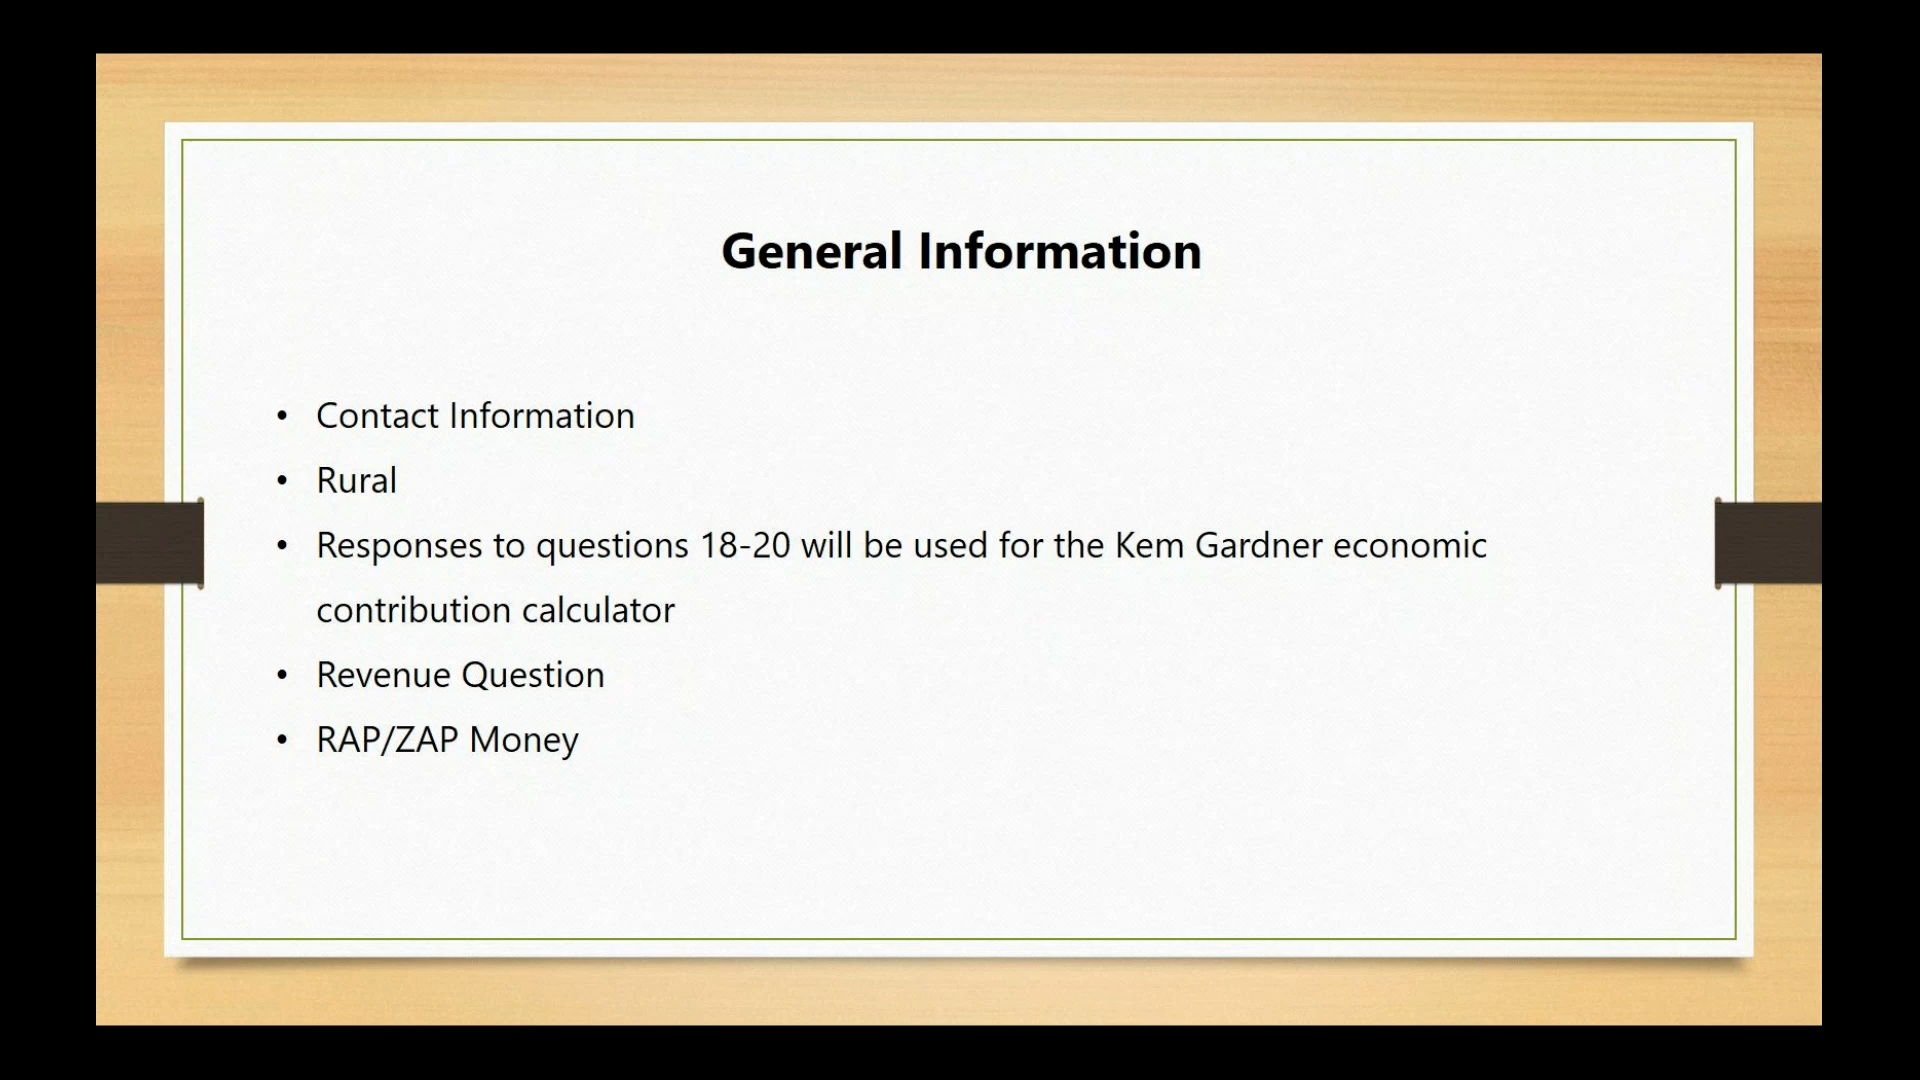 General Information
• Contact Information
• Rural
• Responses to questions 18-20 will be used for the Kem Gardner economic
contribution calculator
• Revenue Question
• RAP/ZAP Money